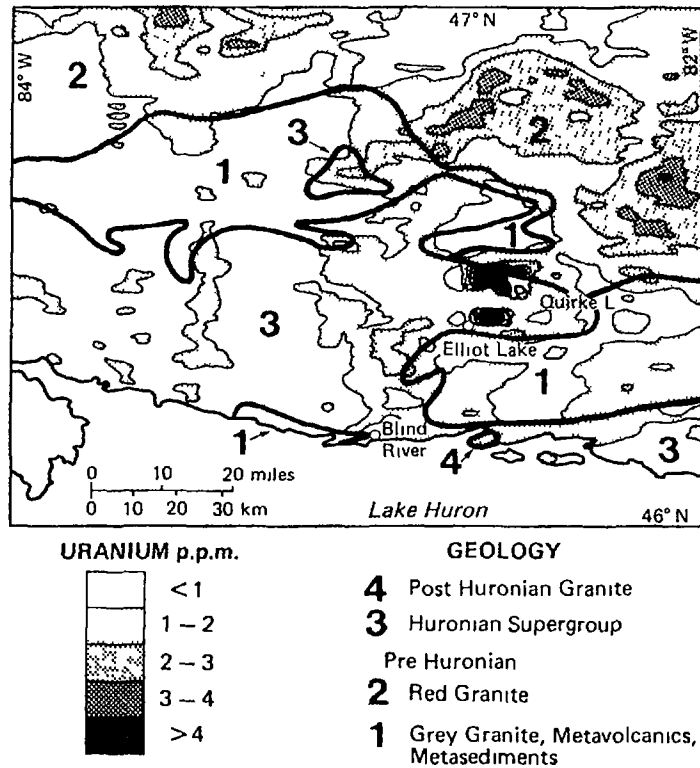 47° N
84° W
82° W
2
3
2
1
1
Quirke L
3
Elliot Lake
1
1
Blind
River
4
3
0 10 20 miles
0 10 20 30 km
Lake Huron
46° N
URANIUM p.p.m.
< 1
1 – 2
2 – 3
3 – 4
> 4
GEOLOGY
4 Post Huronian Granite
3 Huronian Supergroup
Pre Huronian
2 Red Granite
1 Grey Granite, Metavolcanics,
Metasediments